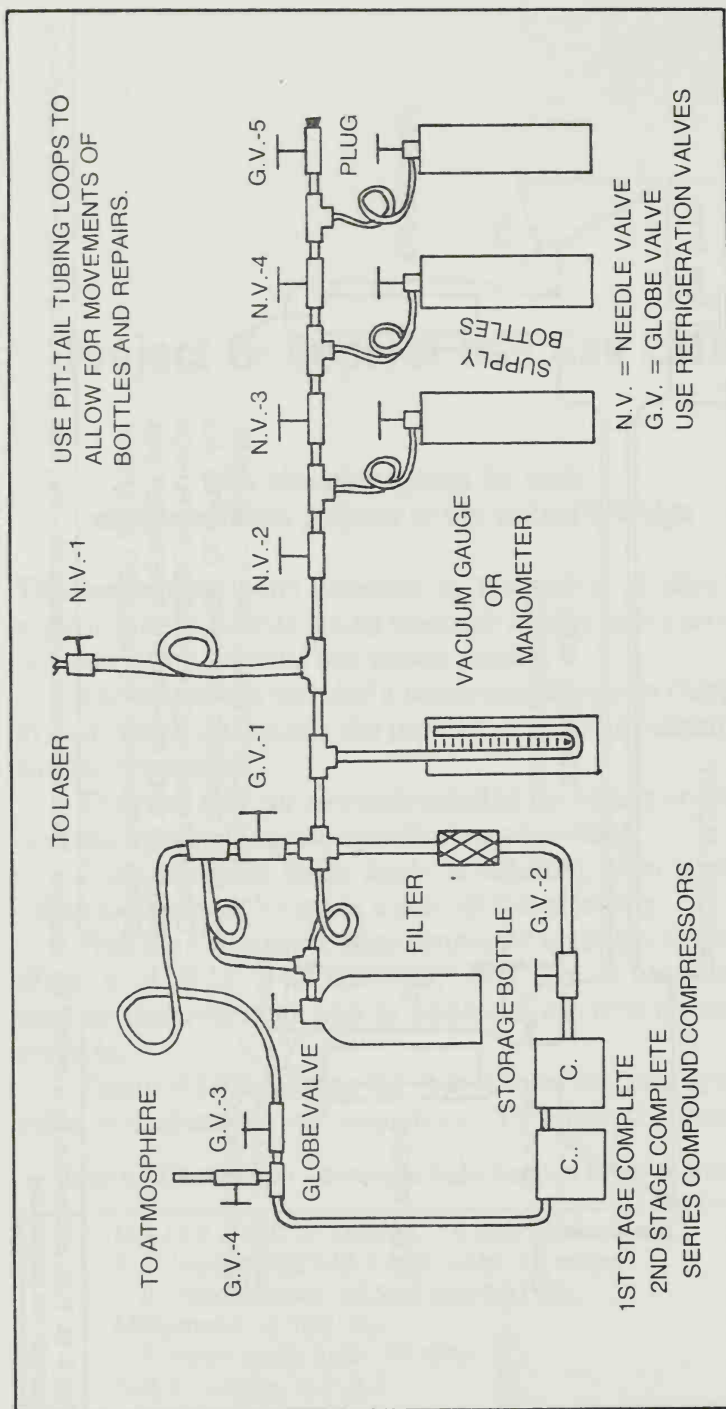 USE PIT-TAIL TUBING LOOPS TO
ALLOW FOR MOVEMENTS OF
BOTTLES AND REPAIRS.
TO LASER
N.V.-1
G.V.-1
N.V.-2
N.V.-3
N.V.-4
G.V.-5
PLUG
TO ATMOSPHERE
G.V.-4
G.V.-3
GLOBE VALVE
FILTER
STORAGE BOTTLE
G.V.-2
C..
C.
VACUUM GAUGE
OR
MANOMETER
SUPPLY
BOTTLES
1ST STAGE COMPLETE
2ND STAGE COMPLETE
SERIES COMPOUND COMPRESSORS
N.V. = NEEDLE VALVE
G.V. = GLOBE VALVE
USE REFRIGERATION VALVES